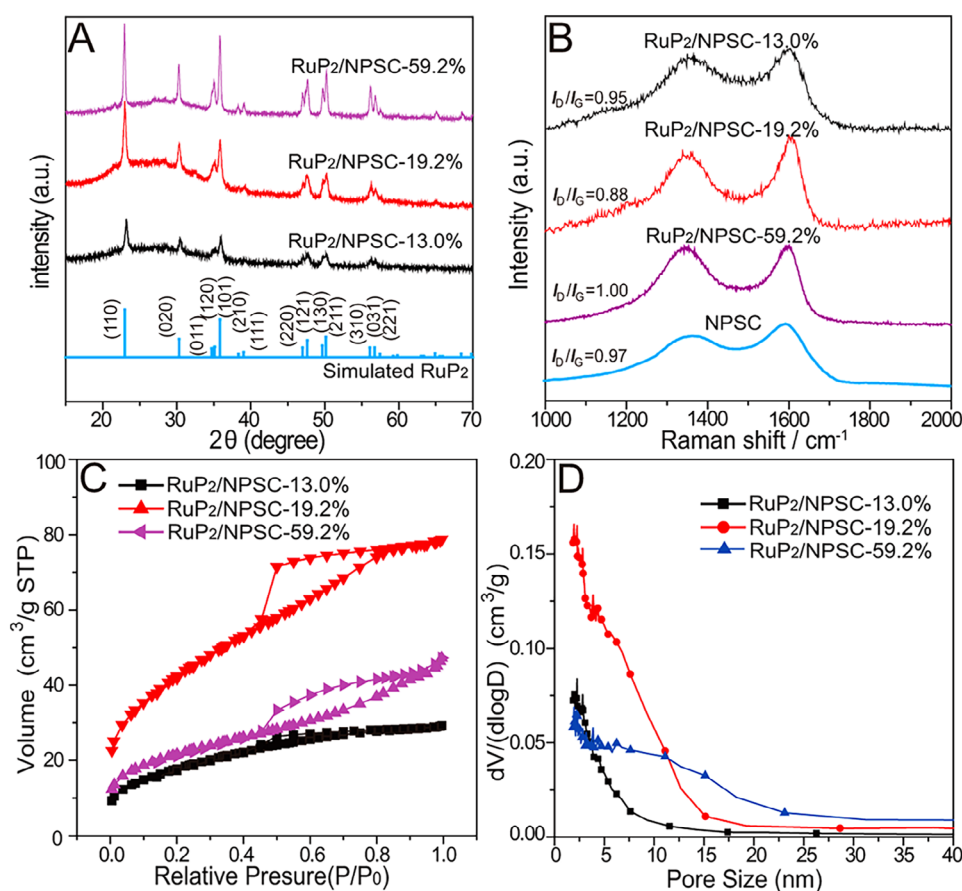 A
RuP2/NPSC-59.2%
RuP2/NPSC-19.2%
RuP2/NPSC-13.0%
(110)
(020)
(011)
(120)
(101)
(210)
(111)
(220)
(121)
(130)
(211)
(310)
(031)
(221)
Simulated RuP2
intensity (a.u.)
10 20 30 40 50 60 70
2θ (degree)
B
RuP2/NPSC-13.0%
ID/IG=0.95
RuP2/NPSC-19.2%
ID/IG=0.88
RuP2/NPSC-59.2%
ID/IG=1.00
NPSC
ID/IG=0.97
Intensity (a.u.)
1000 1200 1400 1600 1800 2000
Raman shift / cm-1
C
RuP2/NPSC-13.0%
RuP2/NPSC-19.2%
RuP2/NPSC-59.2%
100
80
60
40
20
0
Volume (cm3/g STP)
0.0 0.2 0.4 0.6 0.8 1.0
Relative Presure(P/P0)
D
RuP2/NPSC-13.0%
RuP2/NPSC-19.2%
RuP2/NPSC-59.2%
0.20
0.15
0.10
0.05
0.00
dV/(dlogD) (cm3/g)
0 5 10 15 20 25 30 35 40
Pore Size (nm)